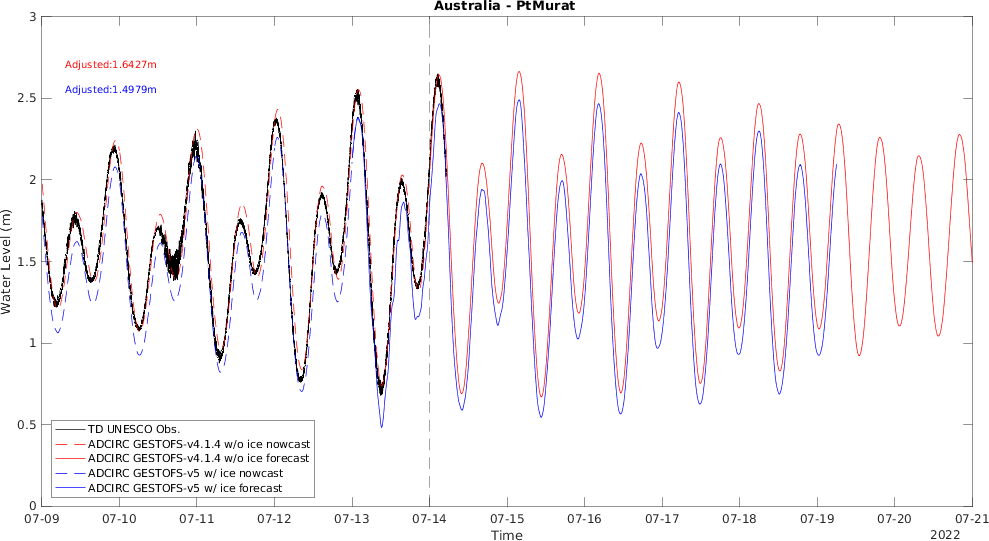 Australia - PtMurat
3
2.5
2
1.5
1
0.5
0
Water Level (m)
Adjusted:1.6427m
Adjusted:1.4979m
TD UNESCO Obs.
ADCIRC GESTOFS-v4.1.4 w/o ice nowcast
ADCIRC GESTOFS-v4.1.4 w/o ice forecast
ADCIRC GESTOFS-v5 w/ ice nowcast
ADCIRC GESTOFS-v5 w/ ice forecast
07-09 07-10 07-11 07-12 07-13 07-14 07-15 07-16 07-17 07-18 07-19 07-20 07-21
Time
2022